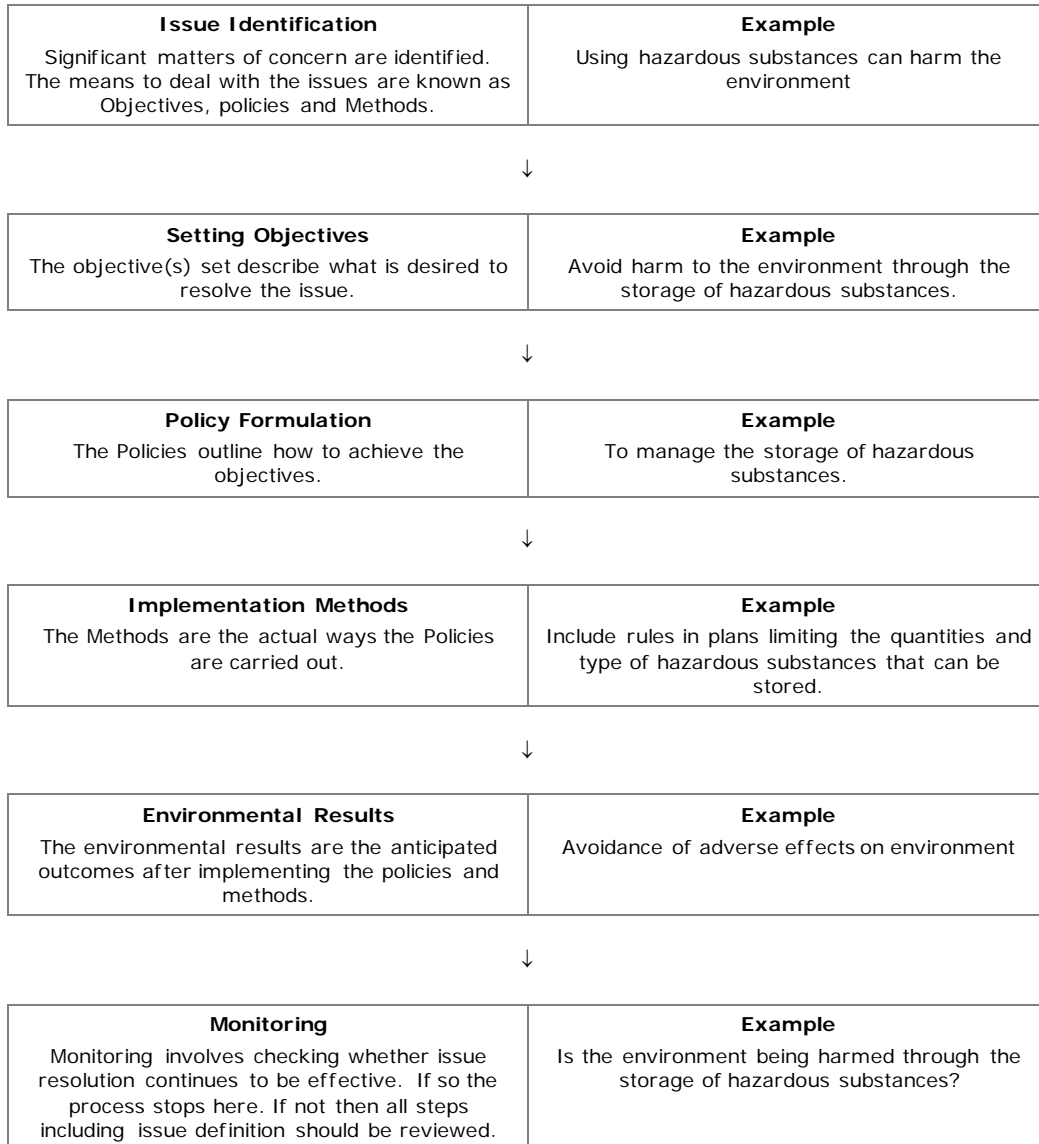 Issue Identification
Significant matters of concern are identified.
The means to deal with the issues are known as
Objectives, policies and Methods.
Example
Using hazardous substances can harm the
environment
↓
Setting Objectives
The objective(s) set describe what is desired to
resolve the issue.
Example
Avoid harm to the environment through the
storage of hazardous substances.
↓
Policy Formulation
The Policies outline how to achieve the
objectives.
Example
To manage the storage of hazardous
substances.
↓
Implementation Methods
The Methods are the actual ways the Policies
are carried out.
Example
Include rules in plans limiting the quantities and
type of hazardous substances that can be
stored.
↓
Environmental Results
The environmental results are the anticipated
outcomes after implementing the policies and
methods.
Example
Avoidance of adverse effects on environment
↓
Monitoring
Monitoring involves checking whether issue
resolution continues to be effective. If so the
process stops here. If not then all steps
including issue definition should be reviewed.
Example
Is the environment being harmed through the
storage of hazardous substances?